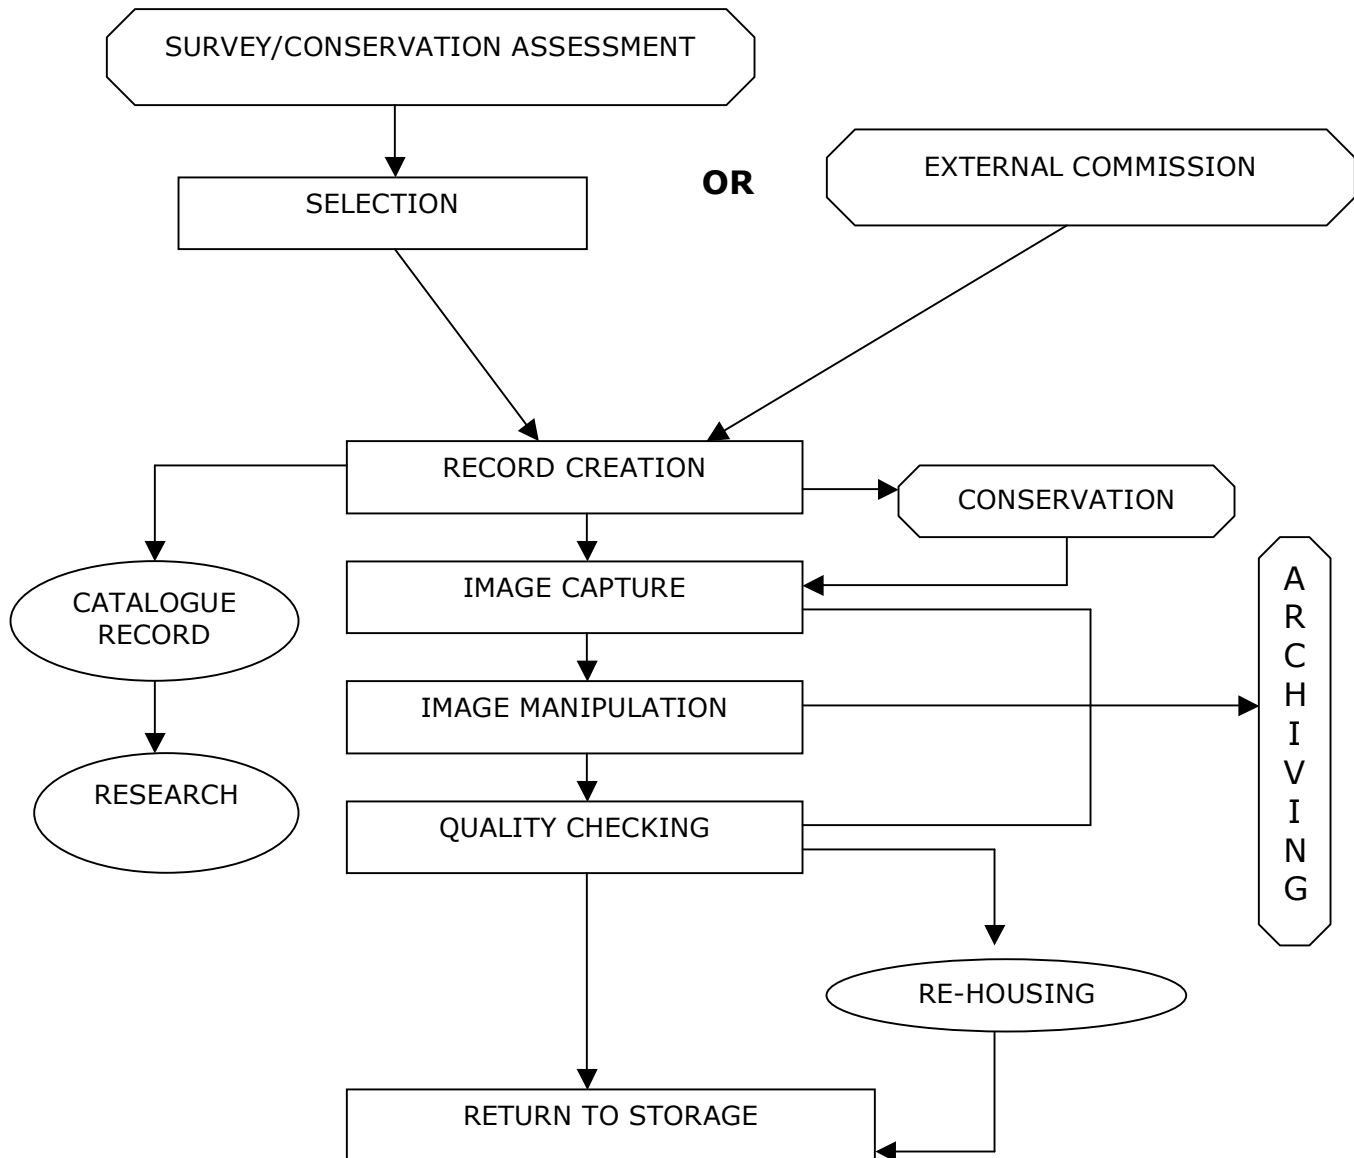 SURVEY/CONSERVATION ASSESSMENT
SELECTION
OR
EXTERNAL COMMISSION
RECORD CREATION
CONSERVATION
IMAGE CAPTURE
CATALOGUE
RECORD
IMAGE MANIPULATION
RESEARCH
QUALITY CHECKING
A
R
C
H
I
V
I
N
G
RE-HOUSING
RETURN TO STORAGE